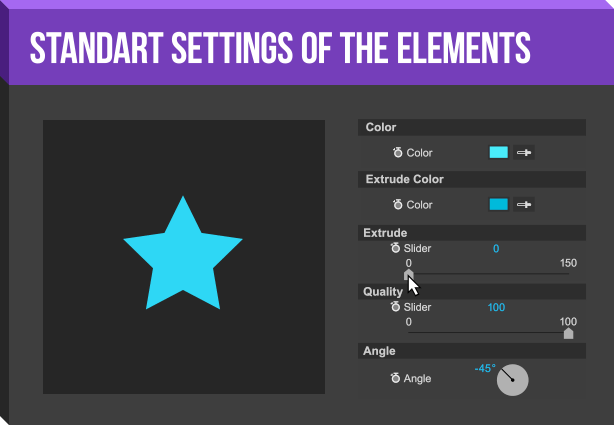 STANDART SETTINGS OF THE ELEMENTS
Color
Color
Extrude Color
Color
Extrude
Slider 0
0 150
Quality
Slider 100
0 100
Angle
Angle -45°